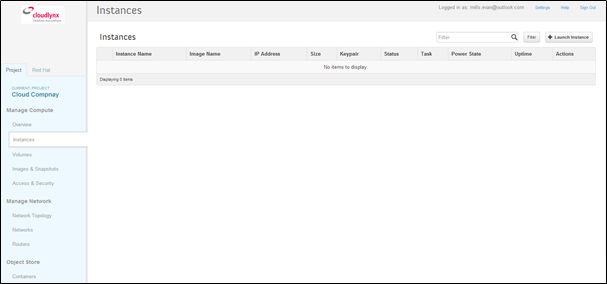 cloudlynx
Instances
Logged in as: mills.wan@outlook.com
Settings
Help
Sign Out
Instances
Filter
Filter
+ Launch Instance
Instance Name
Image Name
IP Address
Size
Keypair
Status
Task
Power State
Uptime
Actions
No items to display.
Displaying 0 items
Project
Red Hat
CURRENT PROJECT
Cloud Compnay
Manage Compute
Overview
Instances
Volumes
Images & Snapshots
Access & Security
Manage Network
Network Topology
Networks
Routers
Object Store
Containers